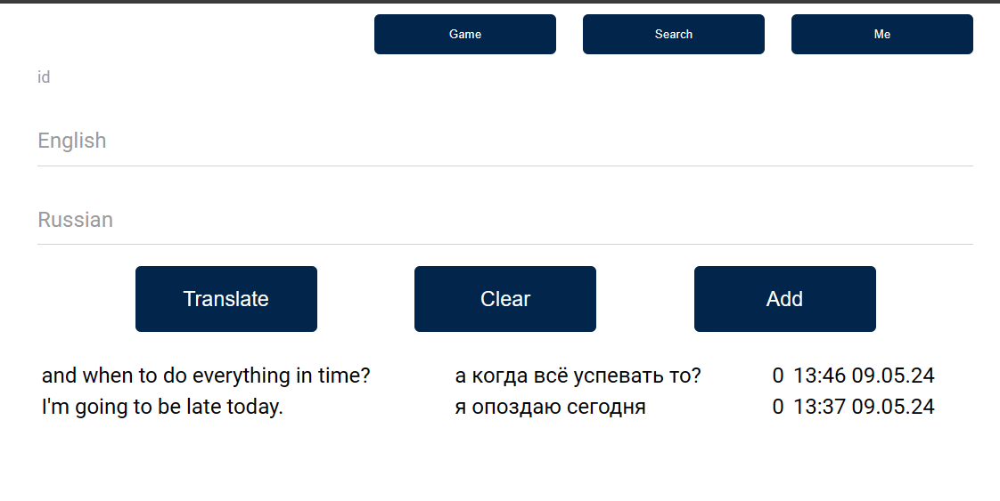 Game Search Me
id
English
Russian
Translate Clear Add
and when to do everything in time? а когда всё успевать то? 0 13:46 09.05.24
I'm going to be late today. я опоздаю сегодня 0 13:37 09.05.24